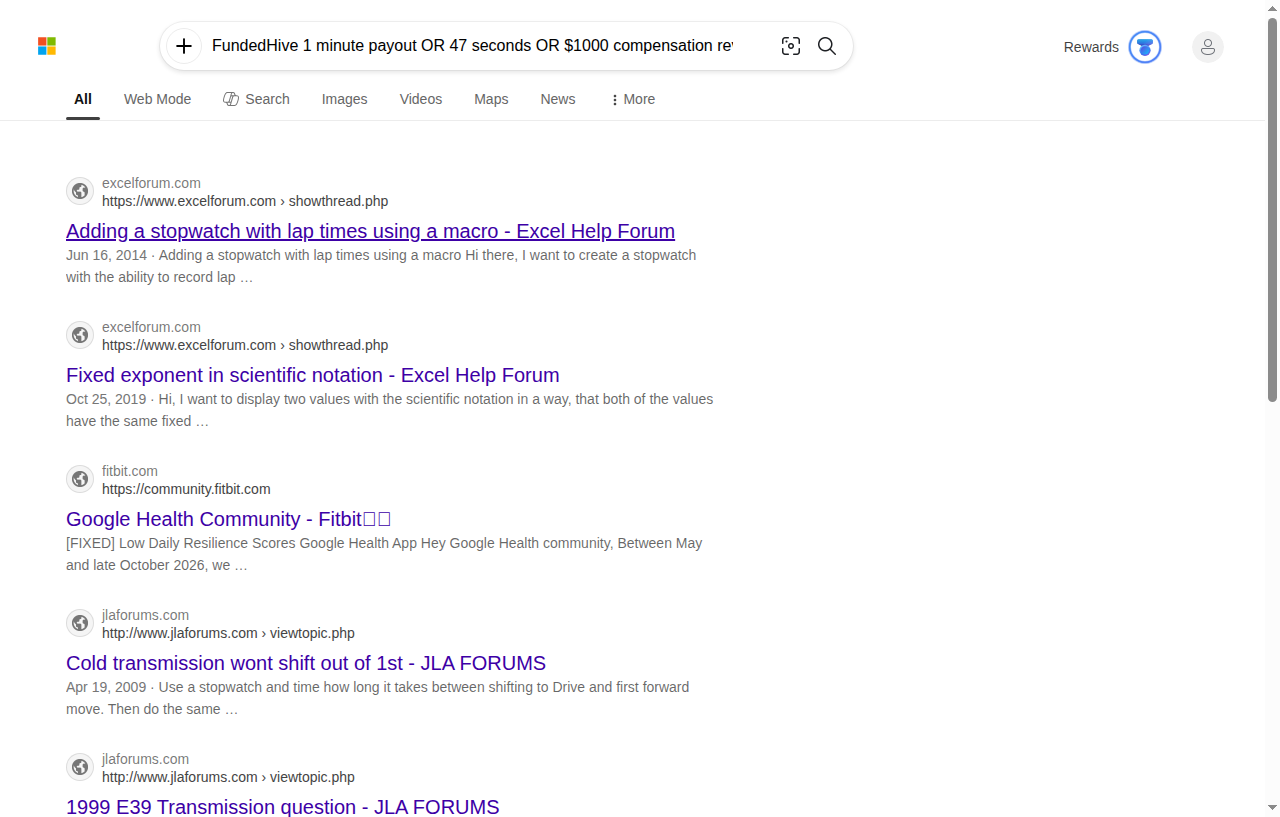 FundedHive 1 minute payout OR 47 seconds OR $1000 compensation re
Rewards
All
Web Mode
Search
Images
Videos
Maps
News
More
excelforum.com
https://www.excelforum.com › showthread.php
Adding a stopwatch with lap times using a macro - Excel Help Forum
Jun 16, 2014 · Adding a stopwatch with lap times using a macro Hi there, I want to create a stopwatch
with the ability to record lap …
excelforum.com
https://www.excelforum.com › showthread.php
Fixed exponent in scientific notation - Excel Help Forum
Oct 25, 2019 · Hi, I want to display two values with the scientific notation in a way, that both of the values
have the same fixed …
fitbit.com
https://community.fitbit.com
Google Health Community - Fitbit
[FIXED] Low Daily Resilience Scores Google Health App Hey Google Health community, Between May
and late October 2026, we …
jlaforums.com
http://www.jlaforums.com › viewtopic.php
Cold transmission wont shift out of 1st - JLA FORUMS
Apr 19, 2009 · Use a stopwatch and time how long it takes between shifting to Drive and first forward
move. Then do the same …
jlaforums.com
http://www.jlaforums.com › viewtopic.php
1999 E39 Transmission question - JLA FORUMS